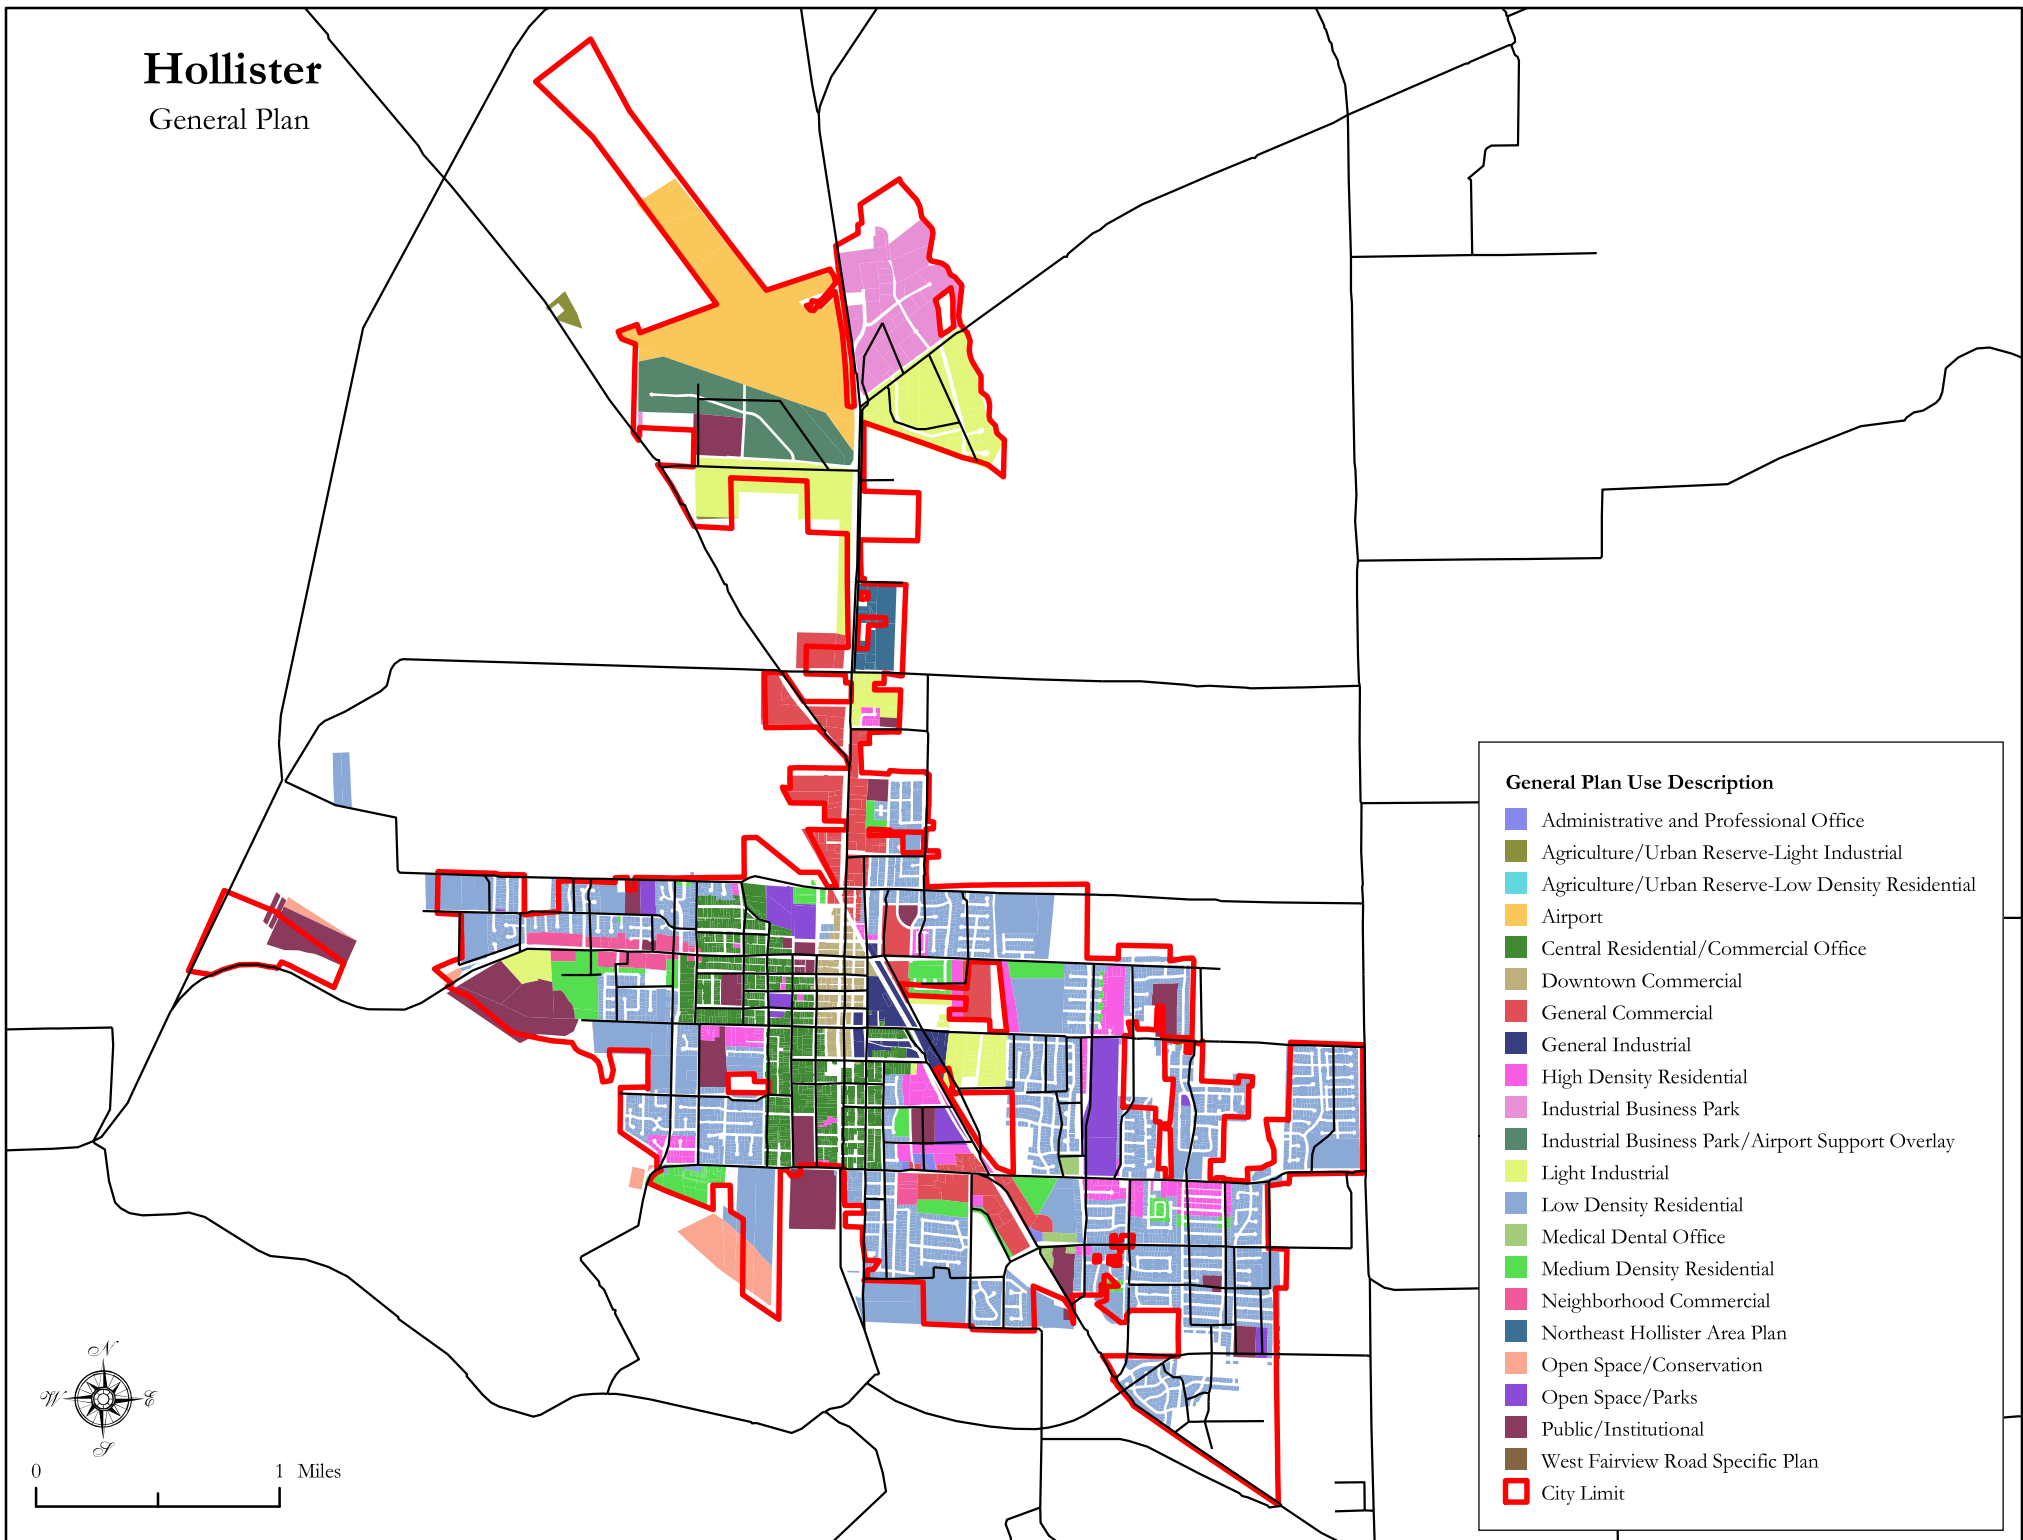 Hollister
General Plan
General Plan Use Description
Administrative and Professional Office
Agriculture/Urban Reserve-Light Industrial
Agriculture/Urban Reserve-Low Density Residential
Airport
Central Residential/Commercial Office
Downtown Commercial
General Commercial
General Industrial
High Density Residential
Industrial Business Park
Industrial Business Park/Airport Support Overlay
Light Industrial
Low Density Residential
Medical Dental Office
Medium Density Residential
Neighborhood Commercial
Northeast Hollister Area Plan
Open Space/Conservation
Open Space/Parks
Public/Institutional
West Fairview Road Specific Plan
City Limit
N
W E
S
0 1 Miles